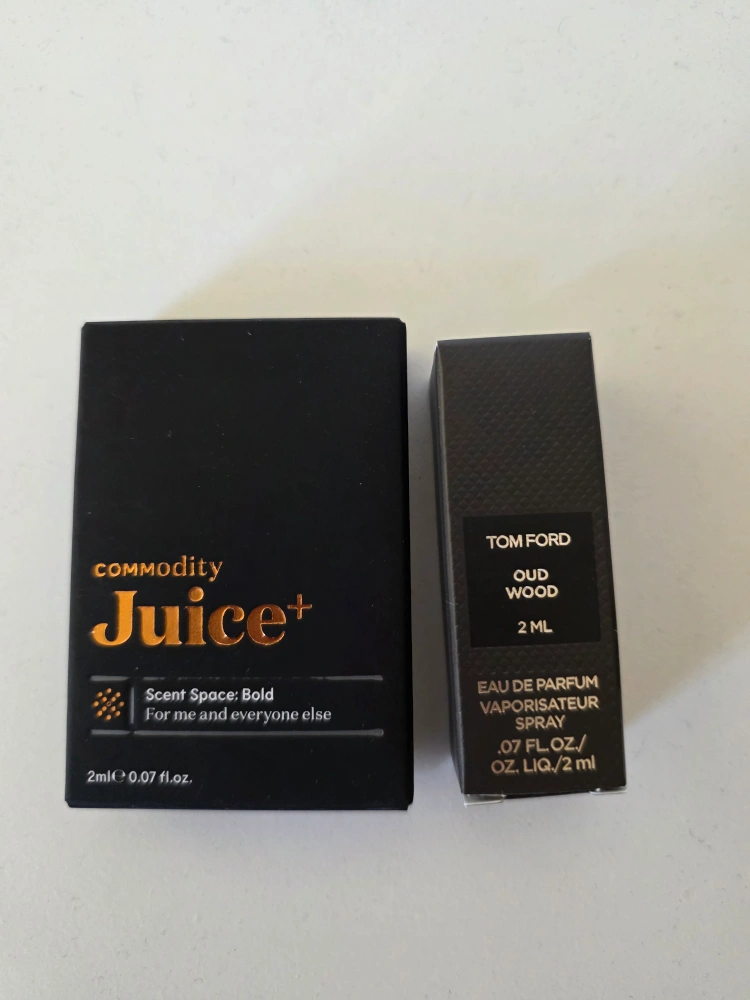 COMMOdity
Juice+
Scent Space: Bold
For me and everyone else
2ml℮ 0.07 fl.oz.
TOM FORD
OUD
WOOD
2 ML
EAU DE PARFUM
VAPORISATEUR
SPRAY
.07 FL. OZ./
OZ. LIQ./2 ml